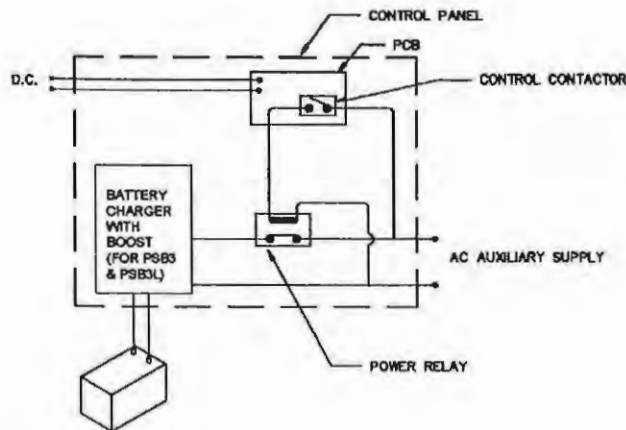 CONTROL PANEL
PCB
D.C.
CONTROL CONTACTOR
BATTERY
CHARGER
WITH
BOOST
(FOR PSB3
& PSB3L)
AC AUXILIARY SUPPLY
POWER RELAY